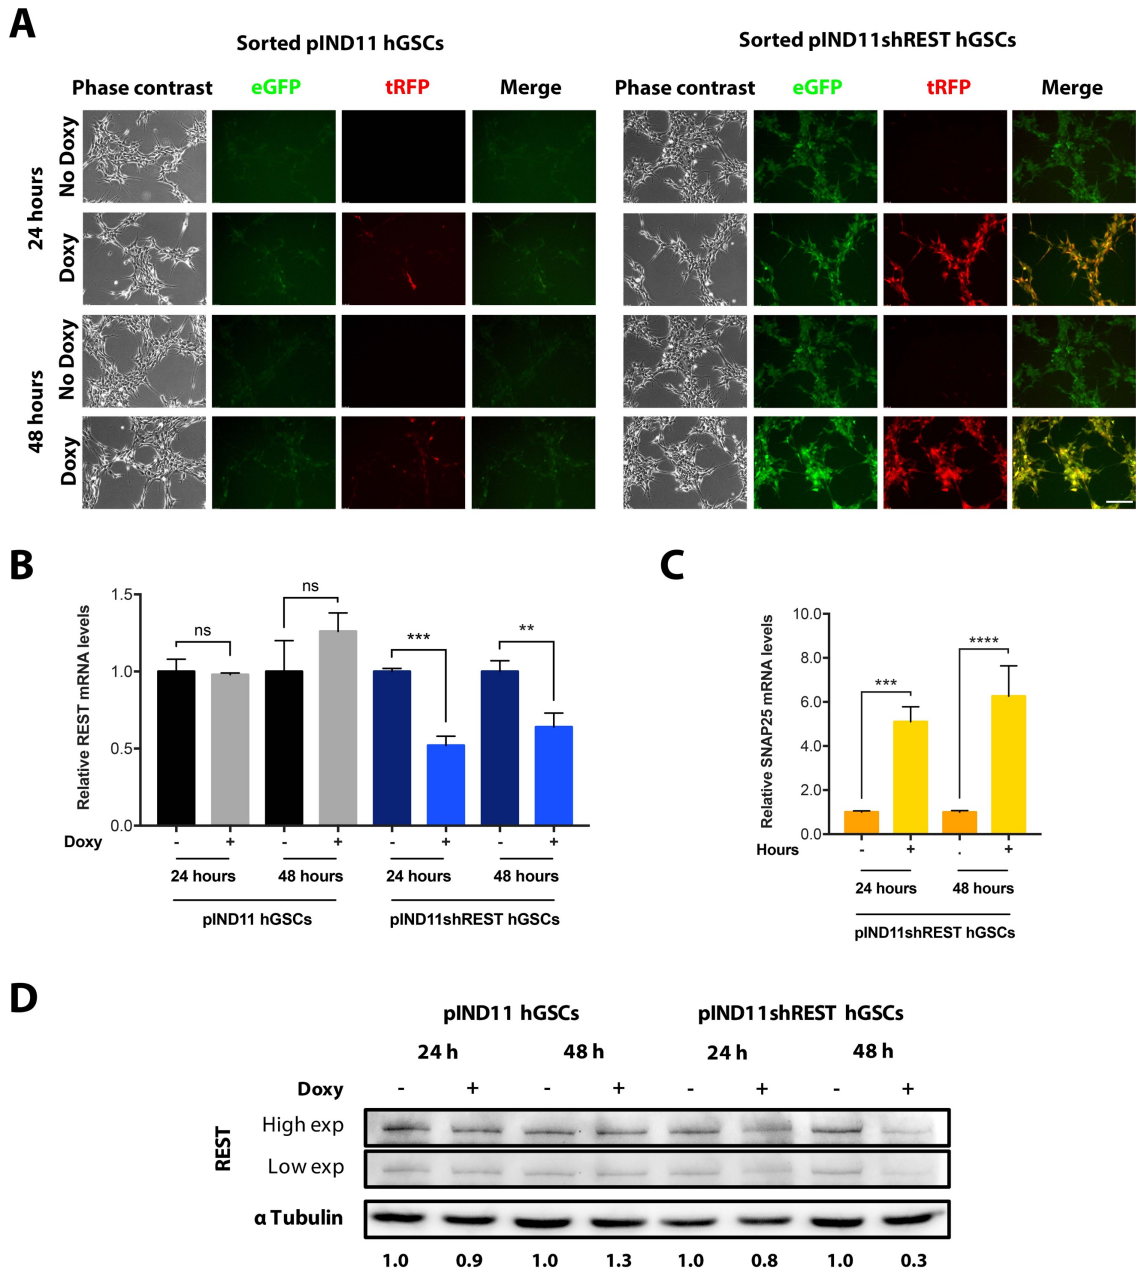 A
Sorted pIND11 hGSCs
Sorted pIND11shREST hGSCs
Phase contrast eGFP tRFP Merge
Phase contrast eGFP tRFP Merge
24 hours
No Doxy
Doxy
48 hours
No Doxy
Doxy
B
Relative REST mRNA levels
1.5
1.0
0.5
0.0
ns
ns
***
**
Doxy - + - + - + - +
24 hours 48 hours 24 hours 48 hours
pIND11 hGSCs pIND11shREST hGSCs
C
Relative SNAP25 mRNA levels
10.0
8.0
6.0
4.0
2.0
0.0
***
****
Hours - + - +
24 hours 48 hours
pIND11shREST hGSCs
D
pIND11 hGSCs pIND11shREST hGSCs
24 h 48 h 24 h 48 h
Doxy - + - + - + - +
REST
High exp
Low exp
α Tubulin
1.0 0.9 1.0 1.3 1.0 0.8 1.0 0.3